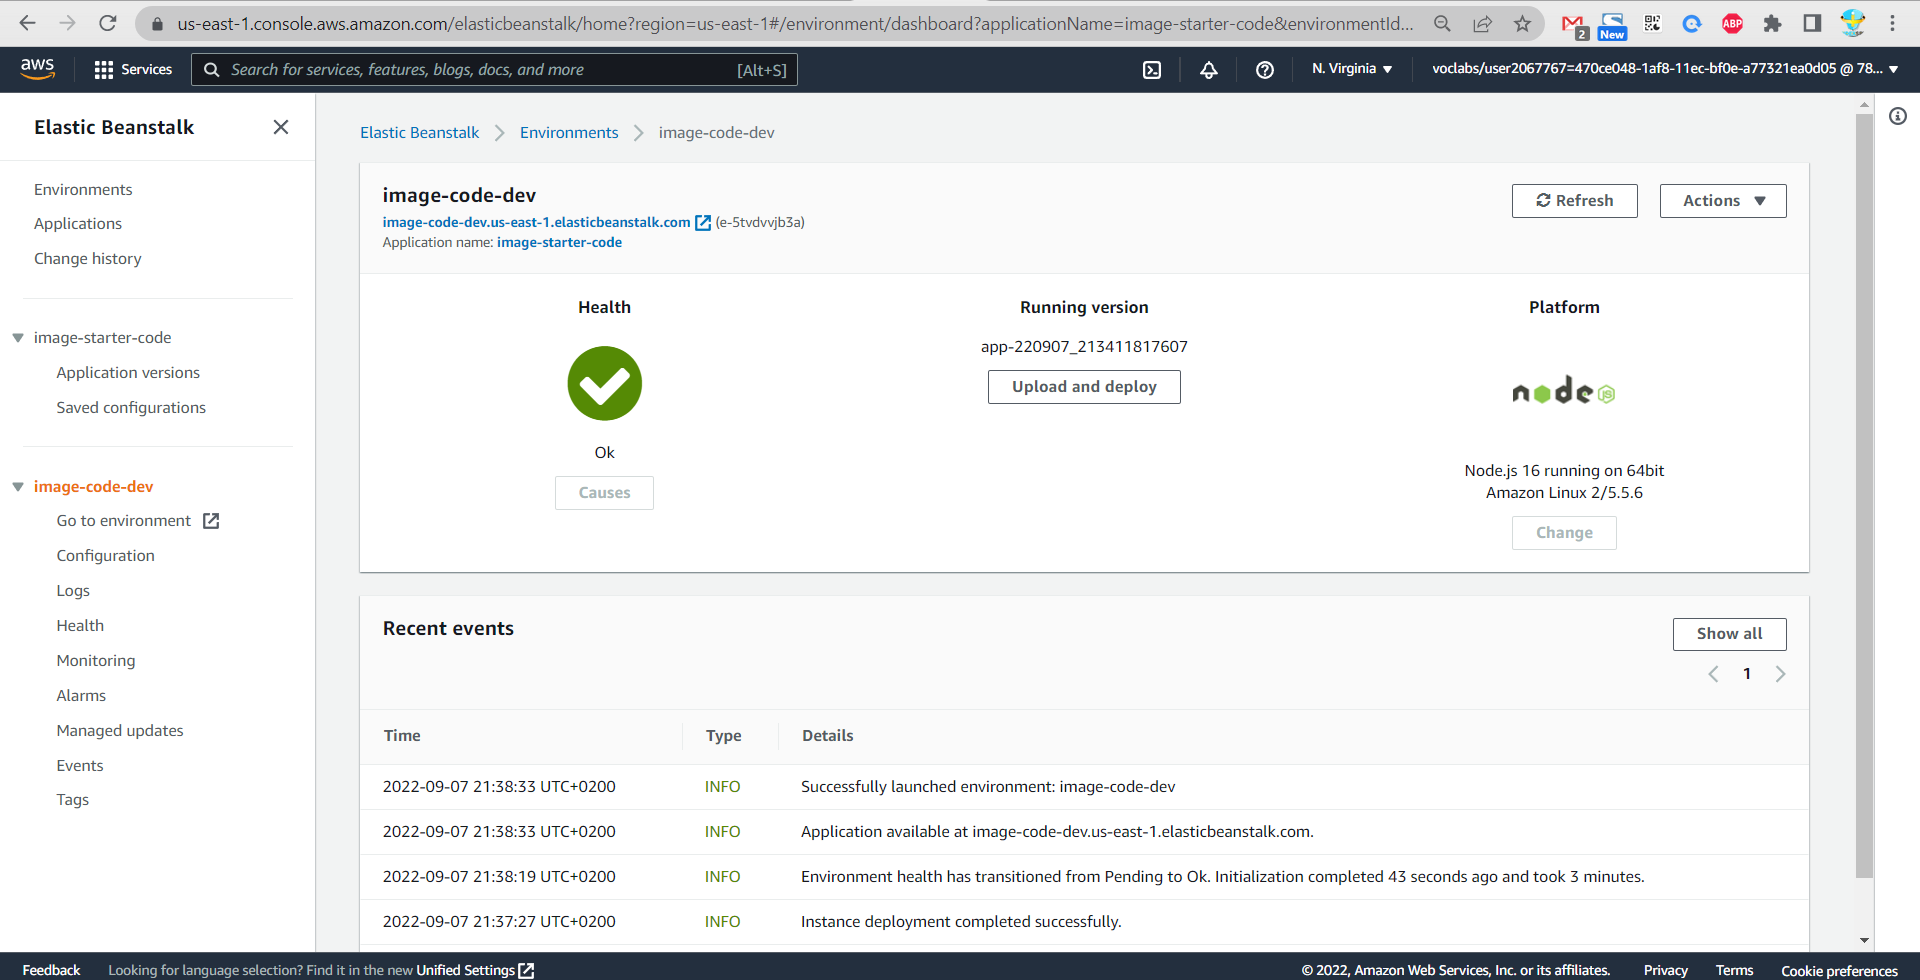 us-east-1.console.aws.amazon.com/elasticbeanstalk/home?region=us-east-1#/environment/dashboard?applicationName=image-starter-code&environmentId...
2
New
ABP
aws
Services
Search for services, features, blogs, docs, and more
[Alt+S]
N. Virginia
voclabs/user2067767=470ce048-1af8-11ec-bf0e-a77321ea0d05 @ 78...
Elastic Beanstalk
Environments
Applications
Change history
image-starter-code
Application versions
Saved configurations
image-code-dev
Go to environment
Configuration
Logs
Health
Monitoring
Alarms
Managed updates
Events
Tags
Elastic Beanstalk
Environments
image-code-dev
image-code-dev
image-code-dev.us-east-1.elasticbeanstalk.com (e-5tvdvvjb3a)
Application name: image-starter-code
Refresh
Actions
Health
Ok
Causes
Running version
app-220907_213411817607
Upload and deploy
Platform
node JS
Node.js 16 running on 64bit
Amazon Linux 2/5.5.6
Change
Recent events
Show all
1
Time Type Details
2022-09-07 21:38:33 UTC+0200 INFO Successfully launched environment: image-code-dev
2022-09-07 21:38:33 UTC+0200 INFO Application available at image-code-dev.us-east-1.elasticbeanstalk.com.
2022-09-07 21:38:19 UTC+0200 INFO Environment health has transitioned from Pending to Ok. Initialization completed 43 seconds ago and took 3 minutes.
2022-09-07 21:37:27 UTC+0200 INFO Instance deployment completed successfully.
Feedback
Looking for language selection? Find it in the new Unified Settings
© 2022, Amazon Web Services, Inc. or its affiliates.
Privacy
Terms
Cookie preferences